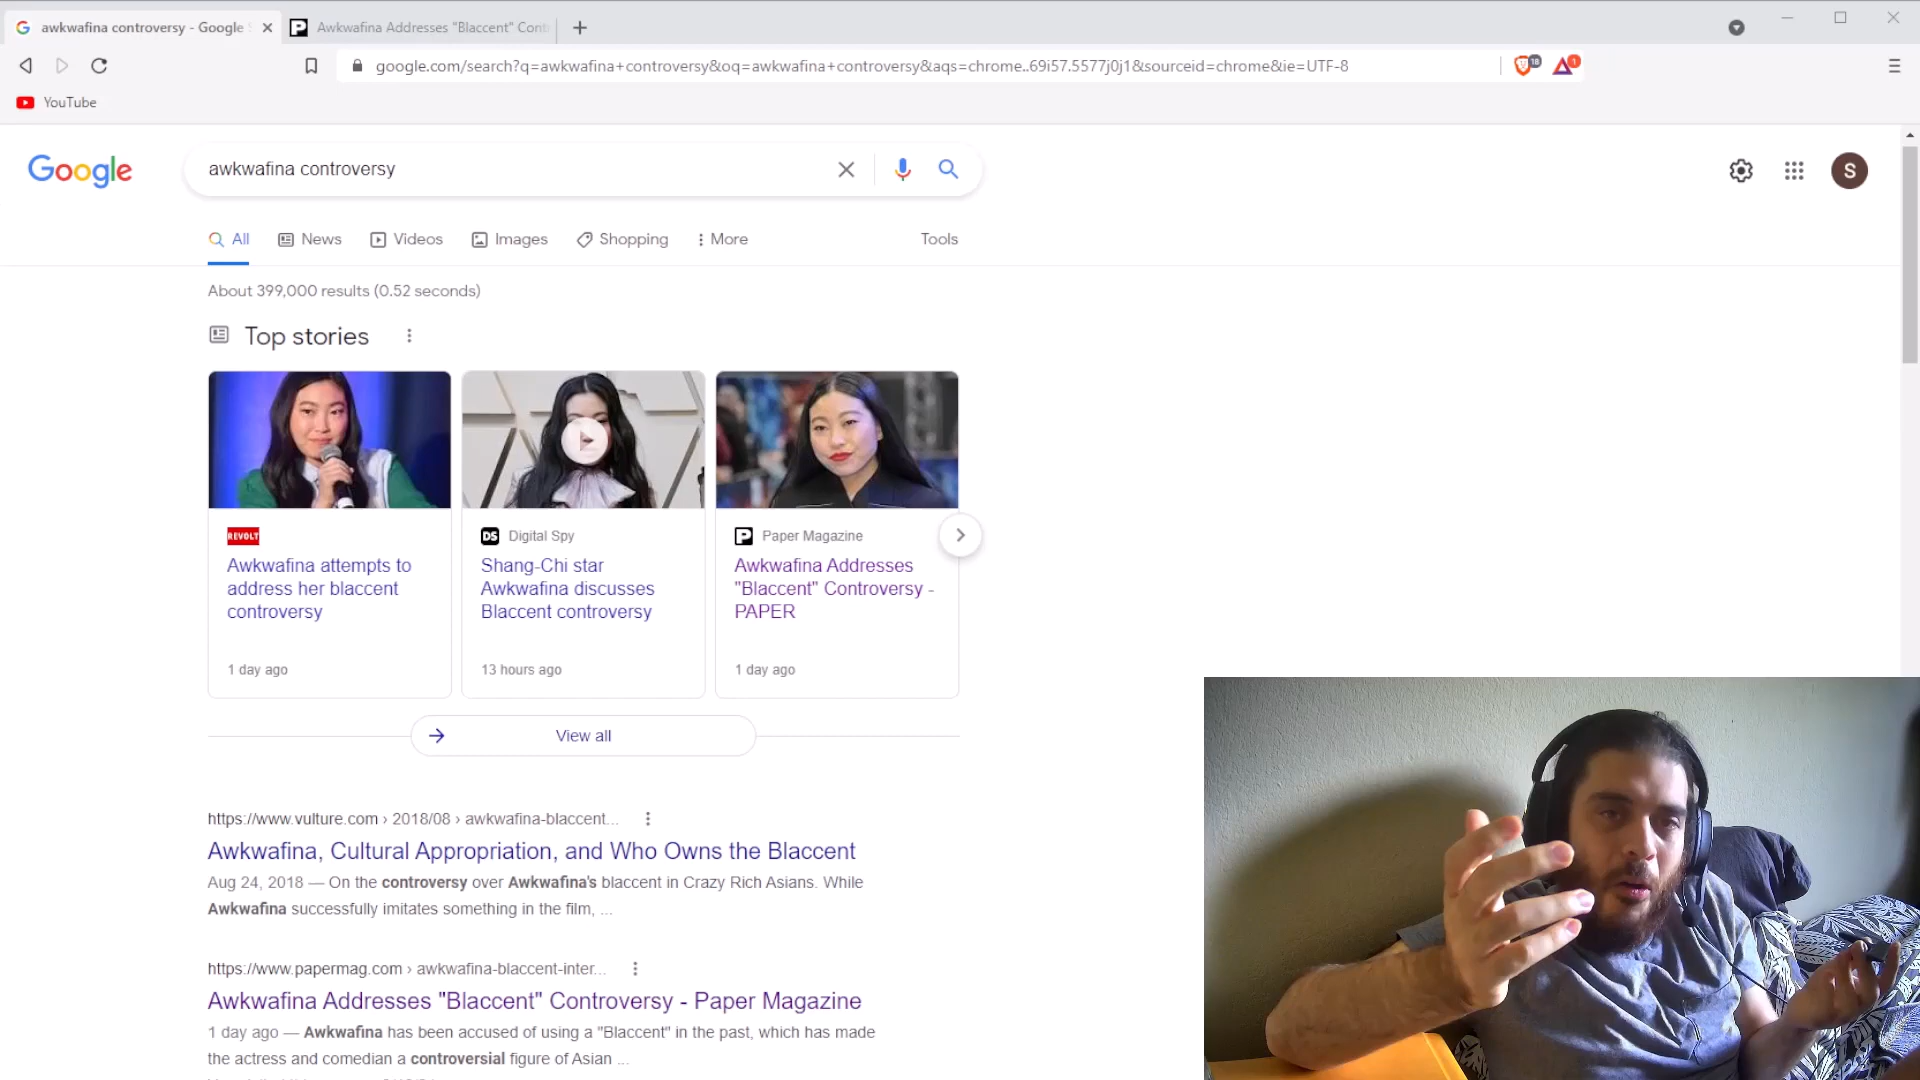 awkwafina controversy - Google
Awkwafina Addresses "Blaccent" Cont
google.com/search?q=awkwafina+controversy&oq=awkwafina+controversy&aqs=chrome..69i57.5577j0j1&sourceid=chrome&ie=UTF-8
18
1
YouTube
Google
awkwafina controversy
S
All
News
Videos
Images
Shopping
More
Tools
About 399,000 results (0.52 seconds)
Top stories
REVOLT
Awkwafina attempts to
address her blaccent
controversy
1 day ago
DS Digital Spy
Shang-Chi star
Awkwafina discusses
Blaccent controversy
13 hours ago
P Paper Magazine
Awkwafina Addresses
"Blaccent" Controversy -
PAPER
1 day ago
View all
https://www.vulture.com › 2018/08 › awkwafina-blaccent...
Awkwafina, Cultural Appropriation, and Who Owns the Blaccent
Aug 24, 2018 — On the controversy over Awkwafina's blaccent in Crazy Rich Asians. While
Awkwafina successfully imitates something in the film, ...
https://www.papermag.com › awkwafina-blaccent-inter...
Awkwafina Addresses "Blaccent" Controversy - Paper Magazine
1 day ago — Awkwafina has been accused of using a "Blaccent" in the past, which has made
the actress and comedian a controversial figure of Asian ...